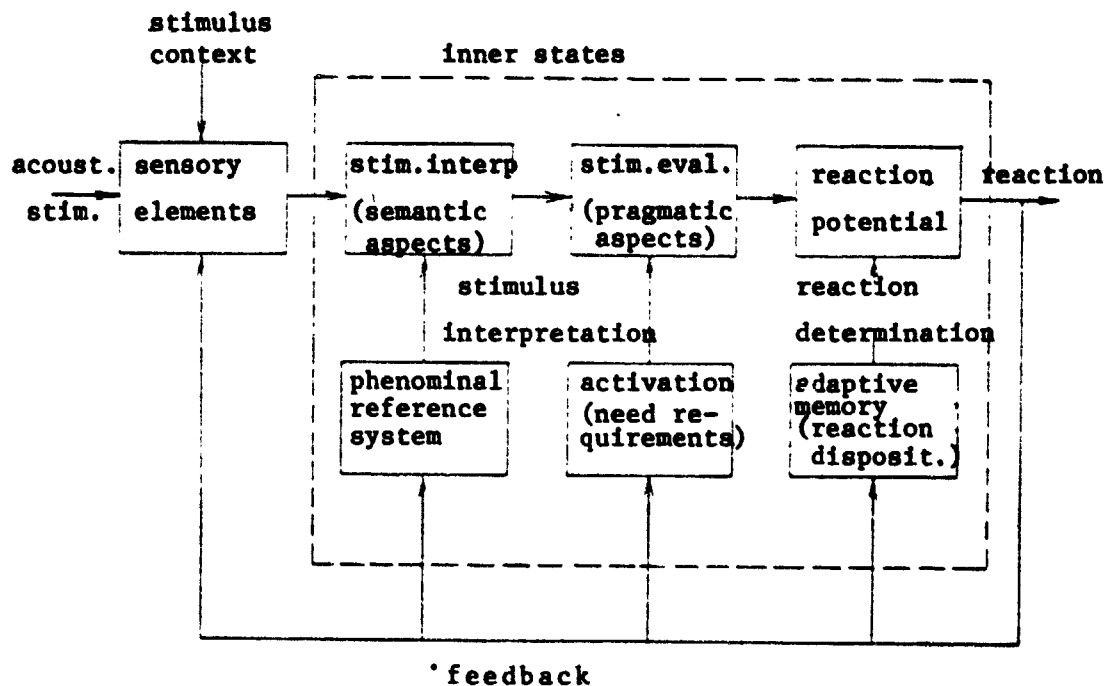 stimulus
context
inner states
acoust.
stim.
sensory
elements
stim.interp
(semantic
aspects)
stim.eval.
(pragmatic
aspects)
reaction
potential
reaction
stimulus
interpretation
reaction
determination
phenominal
reference
system
activation
(need re-
quirements)
adaptive
memory
(reaction
disposit.)
feedback